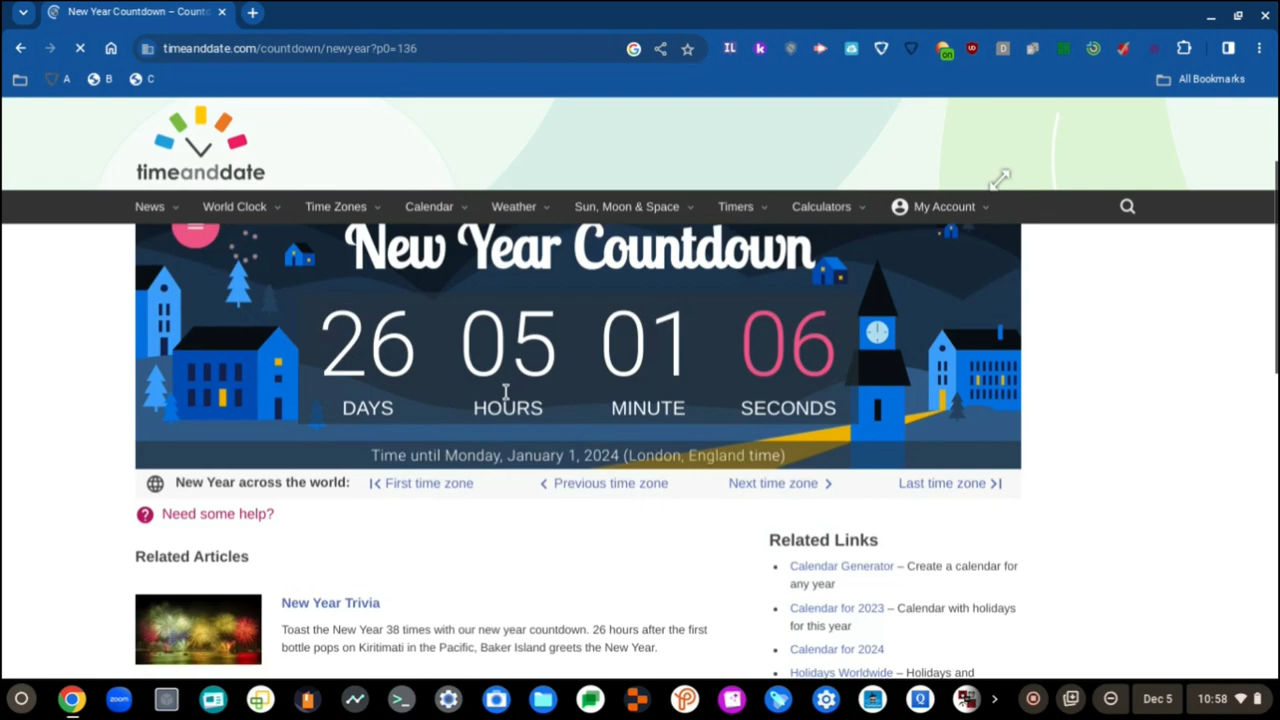 New Year Countdown – Countd
timeanddate.com/countdown/newyear?p0=136
IL k on UD D
A B C All Bookmarks
timeanddate
News World Clock Time Zones Calendar Weather Sun, Moon & Space Timers Calculators My Account
New Year Countdown
26 05 01 06
DAYS HOURS MINUTE SECONDS
Time until Monday, January 1, 2024 (London, England time)
New Year across the world: First time zone Previous time zone Next time zone Last time zone
? Need some help?
Related Articles
New Year Trivia
Toast the New Year 38 times with our new year countdown. 26 hours after the first
bottle pops on Kiritimati in the Pacific, Baker Island greets the New Year.
Related Links
Calendar Generator – Create a calendar for
any year
Calendar for 2023 – Calendar with holidays
for this year
Calendar for 2024
Holidays Worldwide – Holidays and
zoom Q Dec 5 10:58